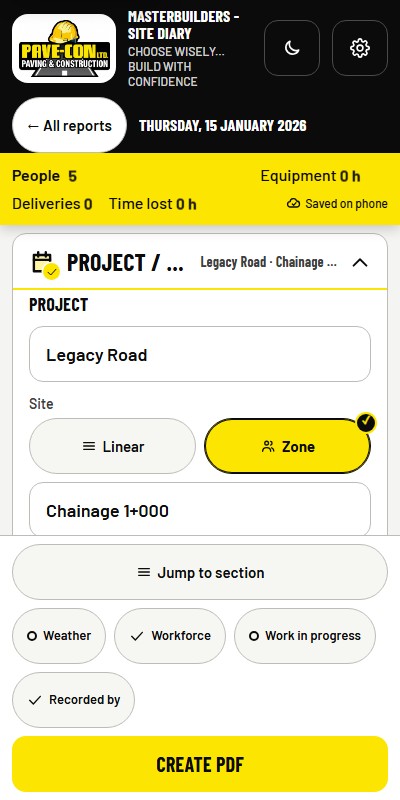 PAVE-CON LTD.
PAVING & CONSTRUCTION
MASTERBUILDERS -
SITE DIARY
CHOOSE WISELY...
BUILD WITH
CONFIDENCE
← All reports
THURSDAY, 15 JANUARY 2026
People 5
Equipment 0 h
Deliveries 0 Time lost 0 h
Saved on phone
PROJECT / ...
Legacy Road · Chainage ...
PROJECT
Legacy Road
Site
Linear
Zone
Chainage 1+000
Jump to section
Weather
Workforce
Work in progress
Recorded by
CREATE PDF